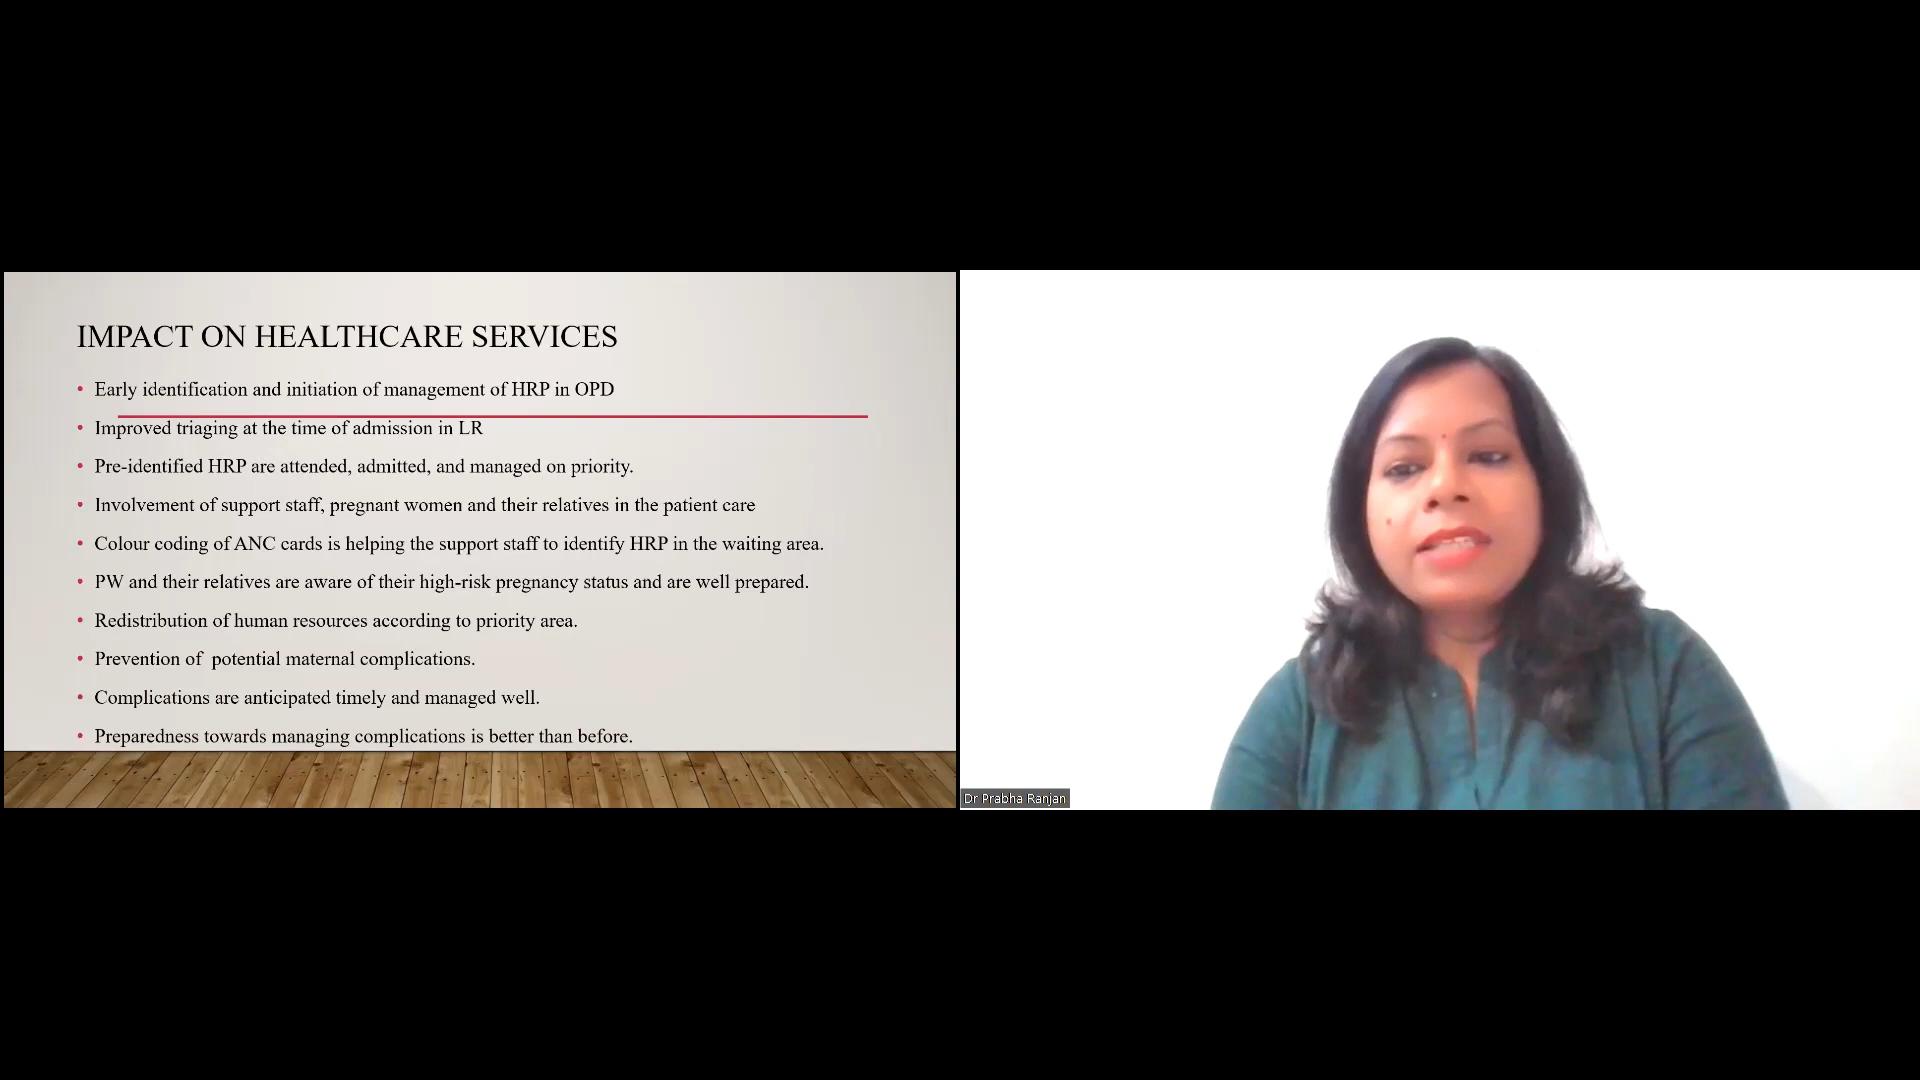 IMPACT ON HEALTHCARE SERVICES
• Early identification and initiation of management of HRP in OPD
• Improved triaging at the time of admission in LR
• Pre-identified HRP are attended, admitted, and managed on priority.
• Involvement of support staff, pregnant women and their relatives in the patient care
• Colour coding of ANC cards is helping the support staff to identify HRP in the waiting area.
• PW and their relatives are aware of their high-risk pregnancy status and are well prepared.
• Redistribution of human resources according to priority area.
• Prevention of  potential maternal complications.
• Complications are anticipated timely and managed well.
• Preparedness towards managing complications is better than before.
Dr Prabha Ranjan